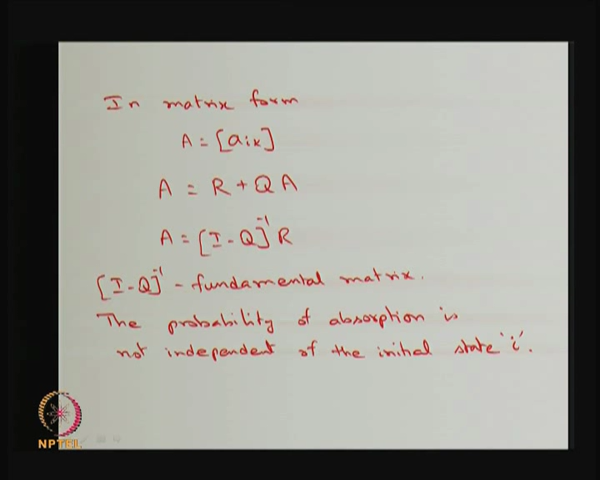 In matrix form
A = [aik]
A = R + Q A
A = [I - Q]⁻¹ R
[I - Q]⁻¹ - fundamental matrix.
The probability of absorption is
not independent of the initial state 'i'.
NPTEL